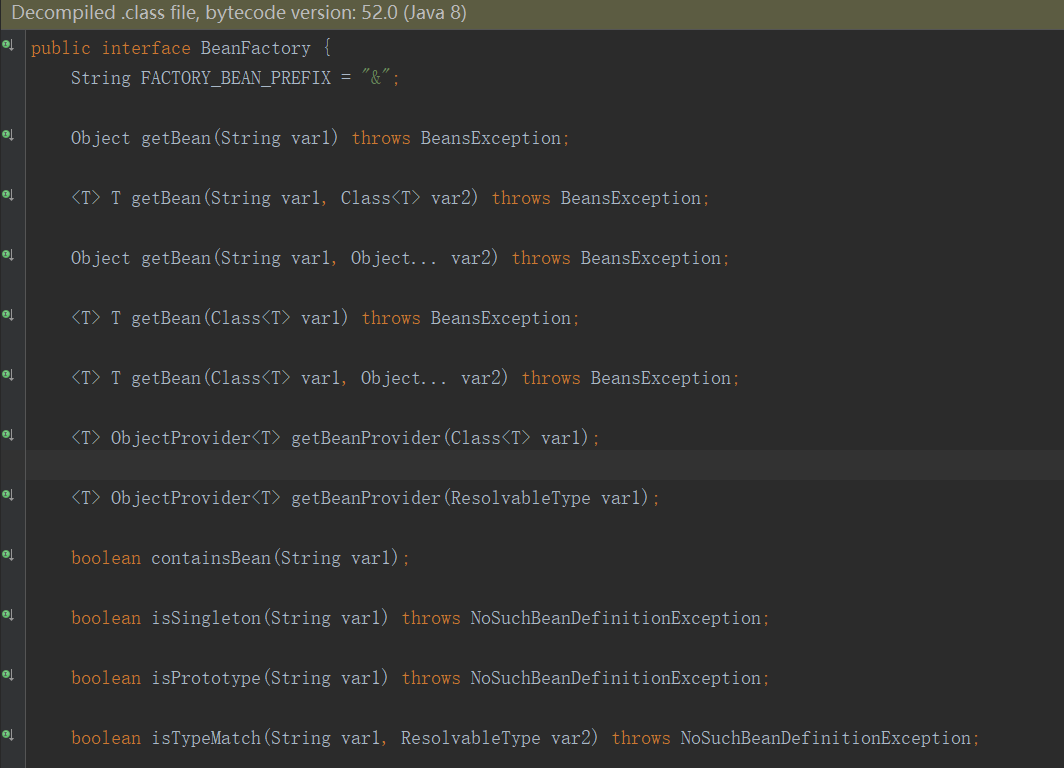 Decompiled .class file, bytecode version: 52.0 (Java 8)
public interface BeanFactory {
String FACTORY_BEAN_PREFIX = "&";
Object getBean(String var1) throws BeansException;
<T> T getBean(String var1, Class<T> var2) throws BeansException;
Object getBean(String var1, Object... var2) throws BeansException;
<T> T getBean(Class<T> var1) throws BeansException;
<T> T getBean(Class<T> var1, Object... var2) throws BeansException;
<T> ObjectProvider<T> getBeanProvider(Class<T> var1);
<T> ObjectProvider<T> getBeanProvider(ResolvableType var1);
boolean containsBean(String var1);
boolean isSingleton(String var1) throws NoSuchBeanDefinitionException;
boolean isPrototype(String var1) throws NoSuchBeanDefinitionException;
boolean isTypeMatch(String var1, ResolvableType var2) throws NoSuchBeanDefinitionException;